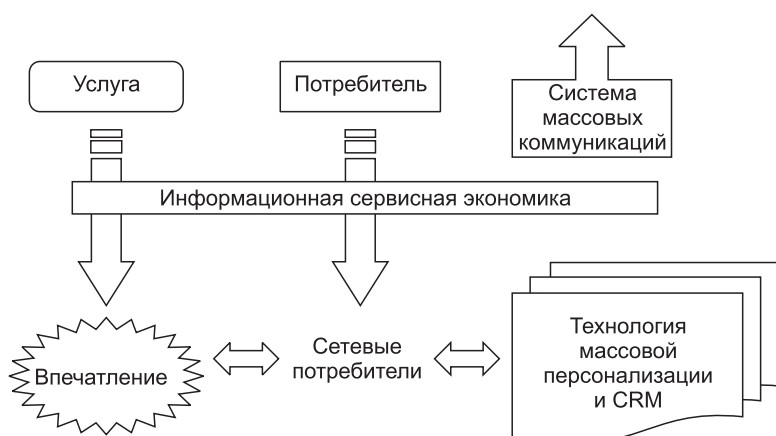 Услуга
Потребитель
Система
массовых
коммуникаций
Информационная сервисная экономика
Впечатление
Сетевые
потребители
Технология
массовой
персонализации
и CRM